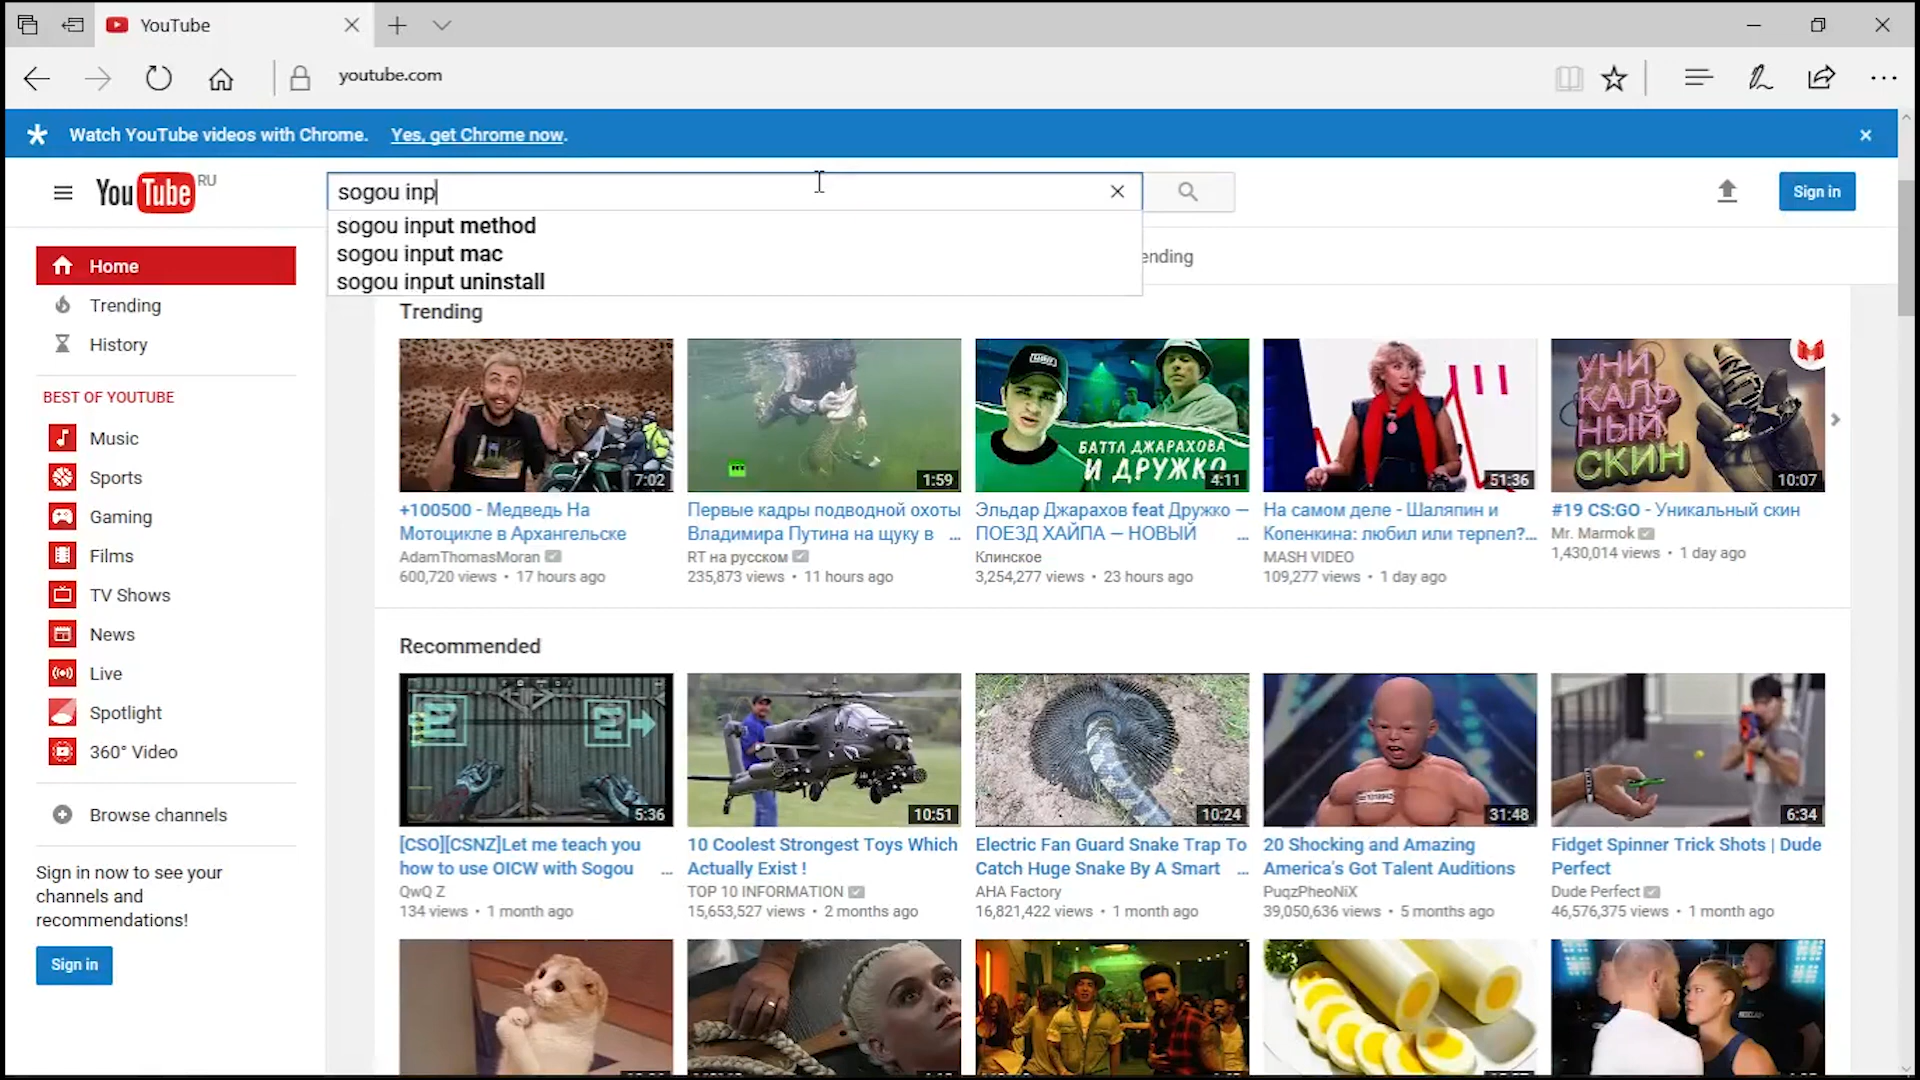 YouTube
youtube.com
Watch YouTube videos with Chrome. Yes, get Chrome now.
YouTube RU
sogou inp
Sign in
sogou input method
sogou input mac
sogou input uninstall
ending
Home
Trending
History
BEST OF YOUTUBE
Music
Sports
Gaming
Films
TV Shows
News
Live
Spotlight
360° Video
Browse channels
Sign in now to see your
channels and
recommendations!
Sign in
Trending
7:02
+100500 - Медведь На
Мотоцикле в Архангельске
AdamThomasMoran
600,720 views • 17 hours ago
RT
1:59
Первые кадры подводной охоты
Владимира Путина на щуку в ...
RT на русском
235,873 views • 11 hours ago
БАТТЛ ДЖАРАХОВА
И ДРУЖКО
4:11
Эльдар Джарахов feat Дружко —
ПОЕЗД ХАЙПА — НОВЫЙ ...
Клинское
3,254,277 views • 23 hours ago
51:36
На самом деле - Шаляпин и
Копенкина: любил или терпел?...
MASH VIDEO
109,277 views • 1 day ago
УНИ
КАЛЬ
НЫЙ
СКИН
10:07
#19 CS:GO - Уникальный скин
Mr. Marmok
1,430,014 views • 1 day ago
Recommended
5:36
[CSO][CSNZ]Let me teach you
how to use OICW with Sogou ...
QwQ Z
134 views • 1 month ago
10:51
10 Coolest Strongest Toys Which
Actually Exist !
TOP 10 INFORMATION
15,653,527 views • 2 months ago
10:24
Electric Fan Guard Snake Trap To
Catch Huge Snake By A Smart ...
AHA Factory
16,821,422 views • 1 month ago
31:48
20 Shocking and Amazing
America's Got Talent Auditions
PuqzPheoNiX
39,050,636 views • 5 months ago
6:34
Fidget Spinner Trick Shots | Dude
Perfect
Dude Perfect
46,576,375 views • 1 month ago